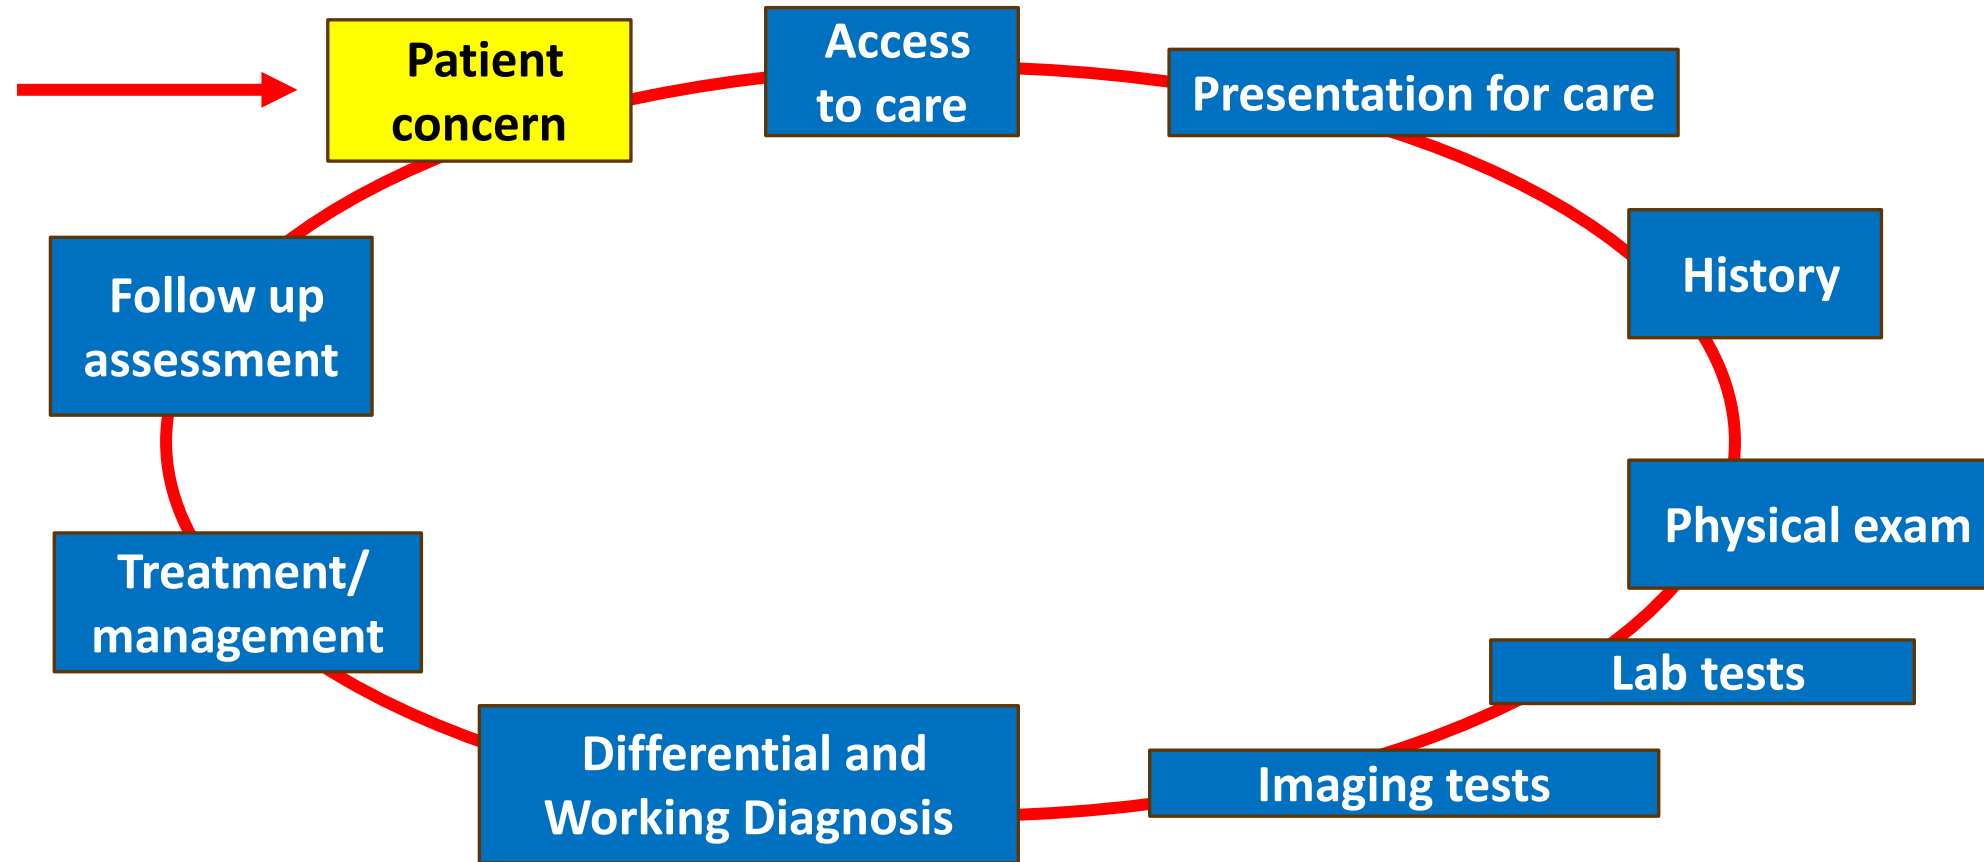 Patient
concern
Access
to care
Presentation for care
History
Physical exam
Lab tests
Imaging tests
Differential and
Working Diagnosis
Treatment/
management
Follow up
assessment